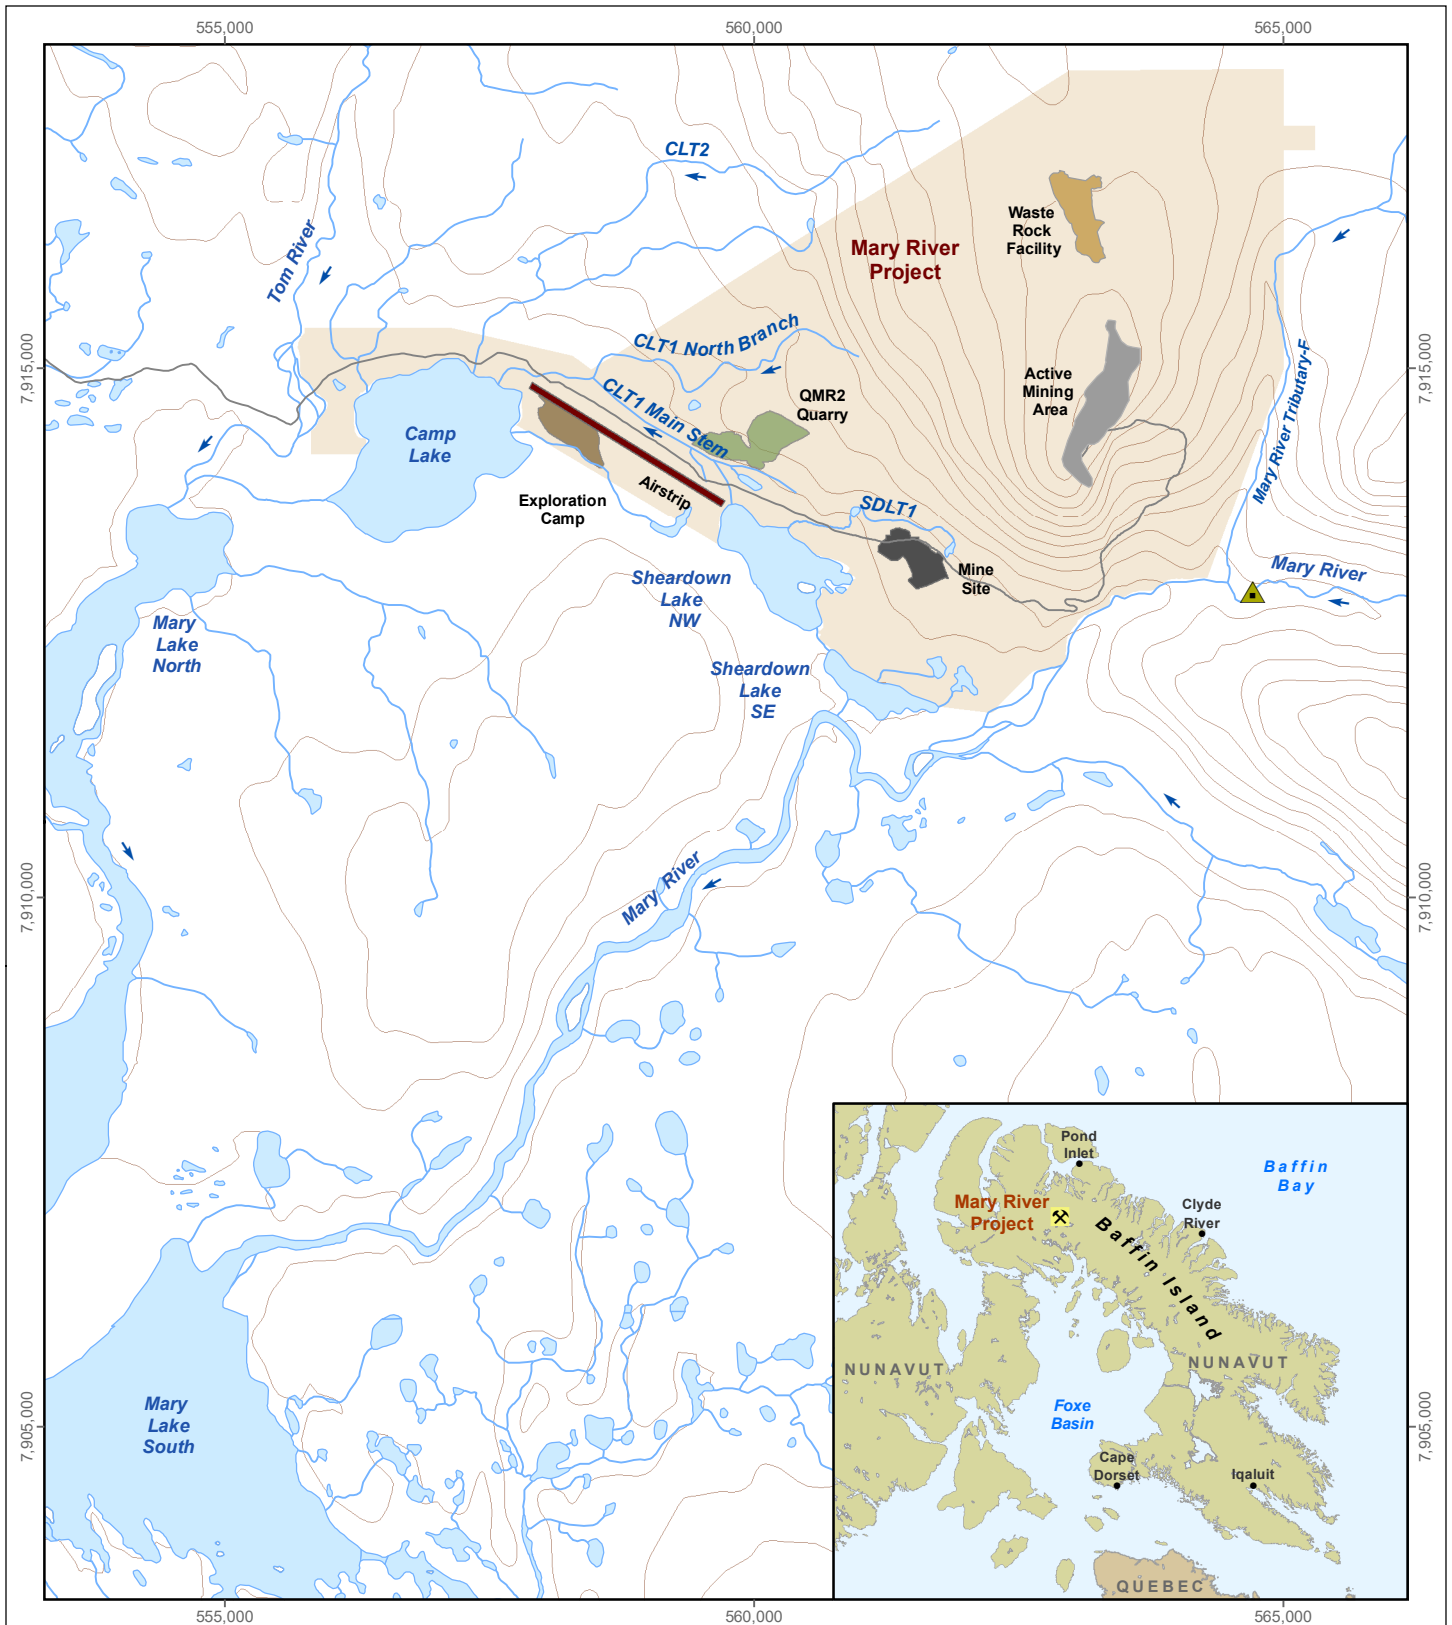 555,000
560,000
565,000
CLT2
Waste
Rock
Facility
Mary River
Project
Tom River
CLT1 North Branch
7,915,000
7,915,000
Active
Mining
Area
Mary River Tributary-F
QMR2
Quarry
CLT1 Main Stem
Camp
Lake
Airstrip
Exploration
Camp
SDLT1
Mine
Site
Mary River
Sheardown
Lake
NW
Mary
Lake
North
Sheardown
Lake
SE
Mary River
7,910,000
7,910,000
Pond
Inlet
Baffin
Bay
Mary River
Project
Clyde
River
Baffin Island
NUNAVUT
NUNAVUT
Foxe
Basin
Mary
Lake
South
7,905,000
7,905,000
Cape
Dorset
Iqaluit
QUEBEC
555,000
560,000
565,000